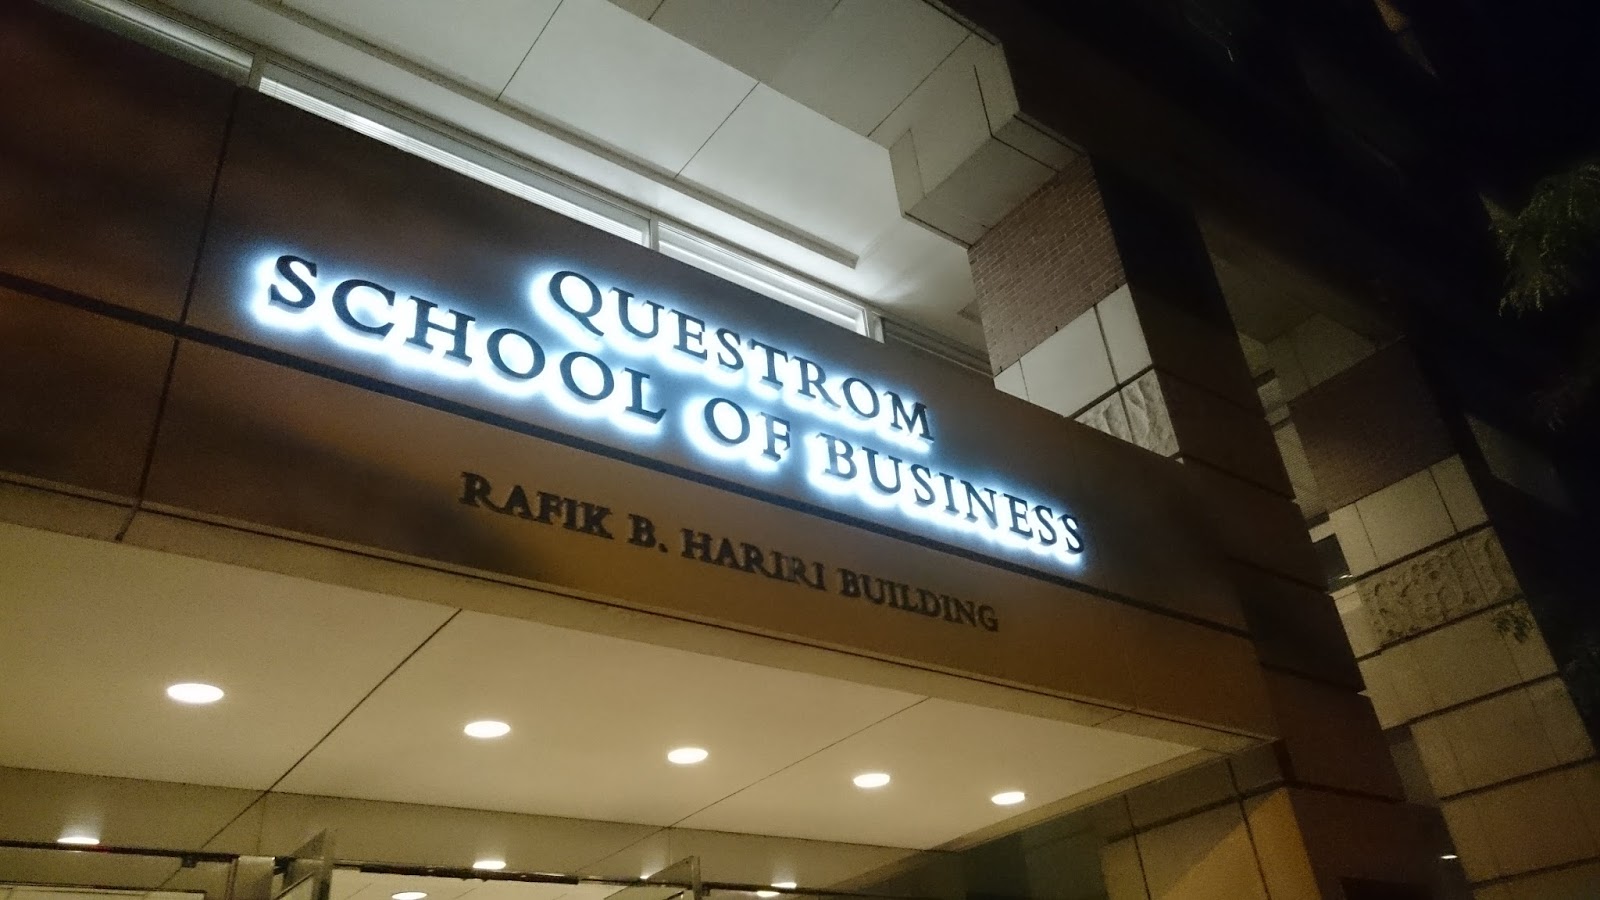 QUESTROM
SCHOOL OF BUSINESS
RAFIK B. HARIRI BUILDING